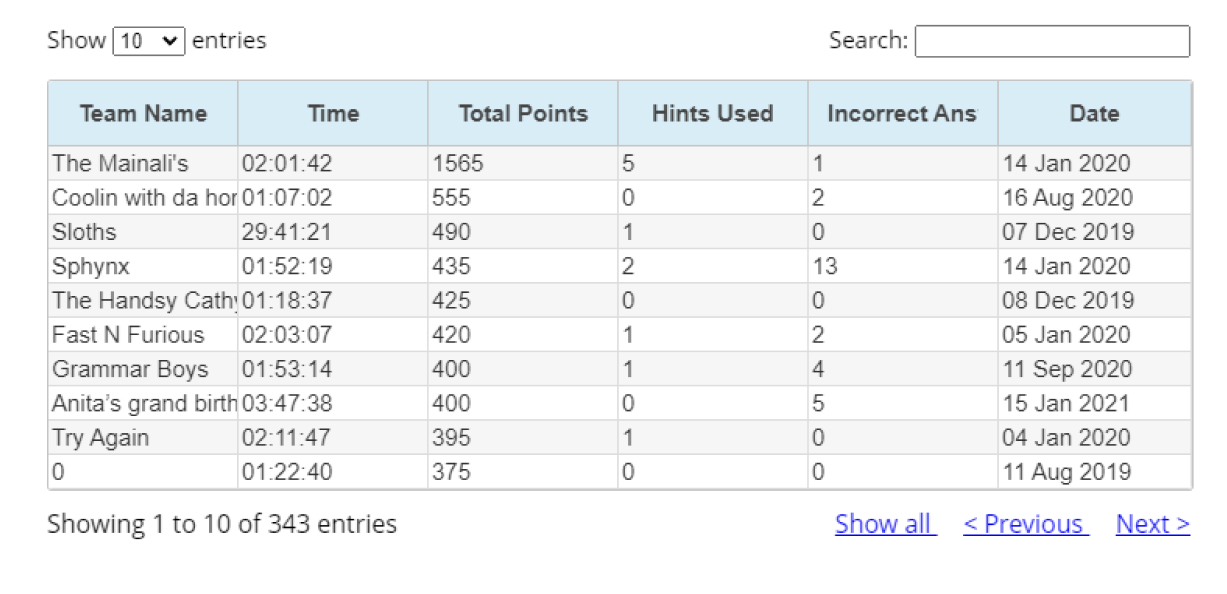 Show 10 entries Search:
Team Name Time Total Points Hints Used Incorrect Ans Date
The Mainali's 02:01:42 1565 5 1 14 Jan 2020
Coolin with da hor 01:07:02 555 0 2 16 Aug 2020
Sloths 29:41:21 490 1 0 07 Dec 2019
Sphynx 01:52:19 435 2 13 14 Jan 2020
The Handsy Cathy 01:18:37 425 0 0 08 Dec 2019
Fast N Furious 02:03:07 420 1 2 05 Jan 2020
Grammar Boys 01:53:14 400 1 4 11 Sep 2020
Anita’s grand birth 03:47:38 400 0 5 15 Jan 2021
Try Again 02:11:47 395 1 0 04 Jan 2020
0 01:22:40 375 0 0 11 Aug 2019
Showing 1 to 10 of 343 entries Show all < Previous Next >